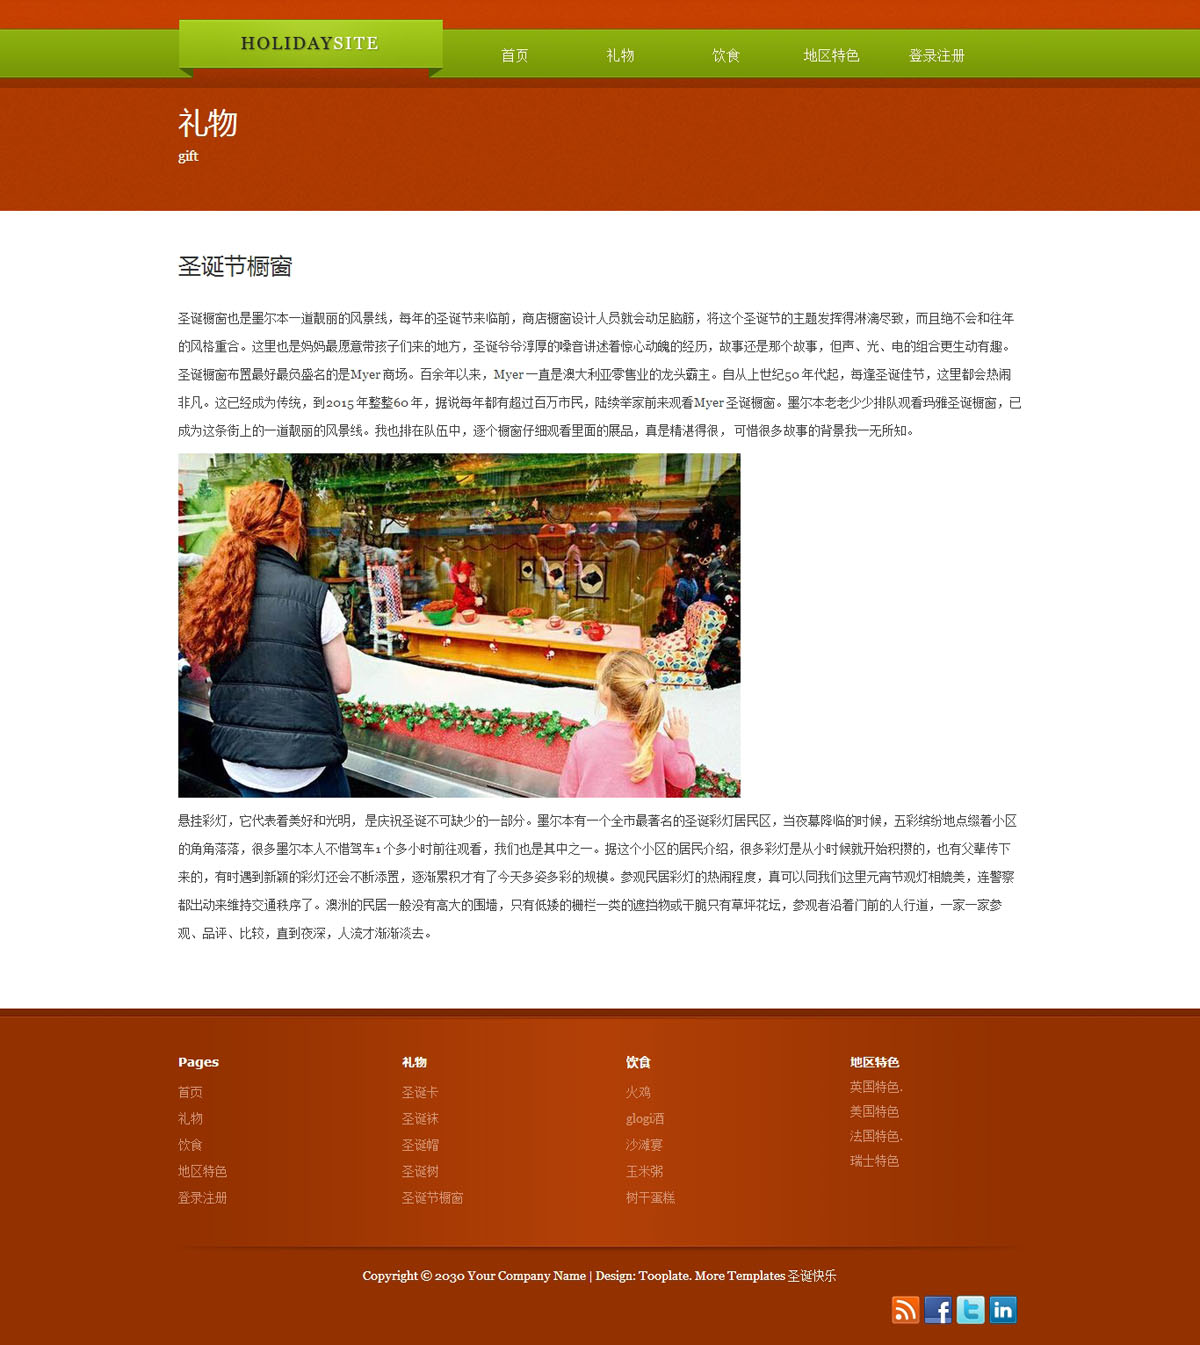 HOLIDAYSITE
首页 礼物 饮食 地区特色 登录注册
礼物
gift
圣诞节橱窗
圣诞橱窗也是墨尔本一道靓丽的风景线，每年的圣诞节来临前，商店橱窗设计人员就会动足脑筋，将这个圣诞节的主题发挥得淋漓尽致，而且绝不会和往年
的风格重合。这里也是妈妈最愿意带孩子们来的地方，圣诞爷爷淳厚的嗓音讲述着惊心动魄的经历，故事还是那个故事，但声、光、电的组合更生动有趣。
圣诞橱窗布置最好最负盛名的是Myer 商场。百余年以来，Myer 一直是澳大利亚零售业的龙头霸主。自从上世纪50 年代起，每逢圣诞佳节，这里都会热闹
非凡。这已经成为传统，到2015 年整整60 年，据说每年都有超过百万市民，陆续举家前来观看Myer 圣诞橱窗。墨尔本老老少少排队观看玛雅圣诞橱窗，已
成为这条街上的一道靓丽的风景线。我也排在队伍中，逐个橱窗仔细观看里面的展品，真是精湛得很， 可惜很多故事的背景我一无所知。
悬挂彩灯，它代表着美好和光明， 是庆祝圣诞不可缺少的一部分。墨尔本有一个全市最著名的圣诞彩灯居民区，当夜幕降临的时候，五彩缤纷地点缀着小区
的角角落落，很多墨尔本人不惜驾车1 个多小时前往观看，我们也是其中之一。据这个小区的居民介绍，很多彩灯是从小时候就开始积攒的，也有父辈传下
来的，有时遇到新颖的彩灯还会不断添置，逐渐累积才有了今天多姿多彩的规模。参观民居彩灯的热闹程度，真可以同我们这里元宵节观灯相媲美，连警察
都出动来维持交通秩序了。澳洲的民居一般没有高大的围墙，只有低矮的栅栏一类的遮挡物或干脆只有草坪花坛，参观者沿着门前的人行道，一家一家参
观、品评、比较，直到夜深，人流才渐渐淡去。
Pages
首页
礼物
饮食
地区特色
登录注册
礼物
圣诞卡
圣诞袜
圣诞帽
圣诞树
圣诞节橱窗
饮食
火鸡
glogi酒
沙滩宴
玉米粥
树干蛋糕
地区特色
英国特色.
美国特色
法国特色.
瑞士特色
Copyright © 2030 Your Company Name | Design: Tooplate. More Templates 圣诞快乐